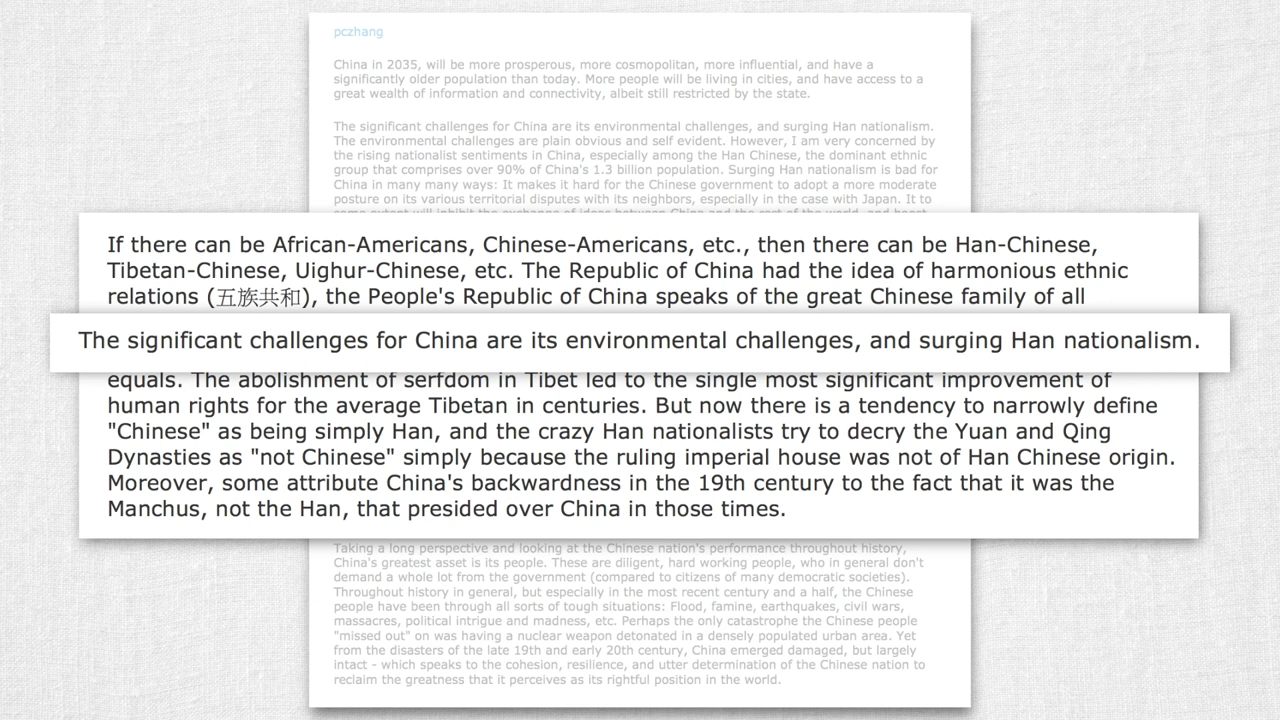 pczhang
China in 2035, will be more prosperous, more cosmopolitan, more influential, and have a
significantly older population than today. More people will be living in cities, and have access to a
great wealth of information and connectivity, albeit still restricted by the state.
The significant challenges for China are its environmental challenges, and surging Han nationalism.
The environmental challenges are plain obvious and self evident. However, I am very concerned by
the rising nationalist sentiments in China, especially among the Han Chinese, the dominant ethnic
group that comprises over 90% of China's 1.3 billion population. Surging Han nationalism is bad for
China in many many ways: It makes it hard for the Chinese government to adopt a more moderate
posture on its various territorial disputes with its neighbors, especially in the case with Japan. It to
some extent will inhibit the exchange of ideas between China and the rest of the world, and
If there can be African-Americans, Chinese-Americans, etc., then there can be Han-Chinese,
Tibetan-Chinese, Uighur-Chinese, etc. The Republic of China had the idea of harmonious ethnic
relations (五族共和), the People's Republic of China speaks of the great Chinese family of all
The significant challenges for China are its environmental challenges, and surging Han nationalism.
equals. The abolishment of serfdom in Tibet led to the single most significant improvement of
human rights for the average Tibetan in centuries. But now there is a tendency to narrowly define
"Chinese" as being simply Han, and the crazy Han nationalists try to decry the Yuan and Qing
Dynasties as "not Chinese" simply because the ruling imperial house was not of Han Chinese origin.
Moreover, some attribute China's backwardness in the 19th century to the fact that it was the
Manchus, not the Han, that presided over China in those times.
Taking a long perspective and looking at the Chinese nation's performance throughout history,
China's greatest asset is its people. These are diligent, hard working people, who in general don't
demand a whole lot from the government (compared to citizens of many democratic societies).
Throughout history in general, but especially in the most recent century and a half, the Chinese
people have been through all sorts of tough situations: Flood, famine, earthquakes, civil wars,
massacres, political intrigue and madness, etc. Perhaps the only catastrophe the Chinese people
"missed out" on was having a nuclear weapon detonated in a densely populated urban area. Yet
from the disasters of the late 19th and early 20th century, China emerged damaged, but largely
intact - which speaks to the cohesion, resilience, and utter determination of the Chinese nation to
reclaim the greatness that it perceives as its rightful position in the world.